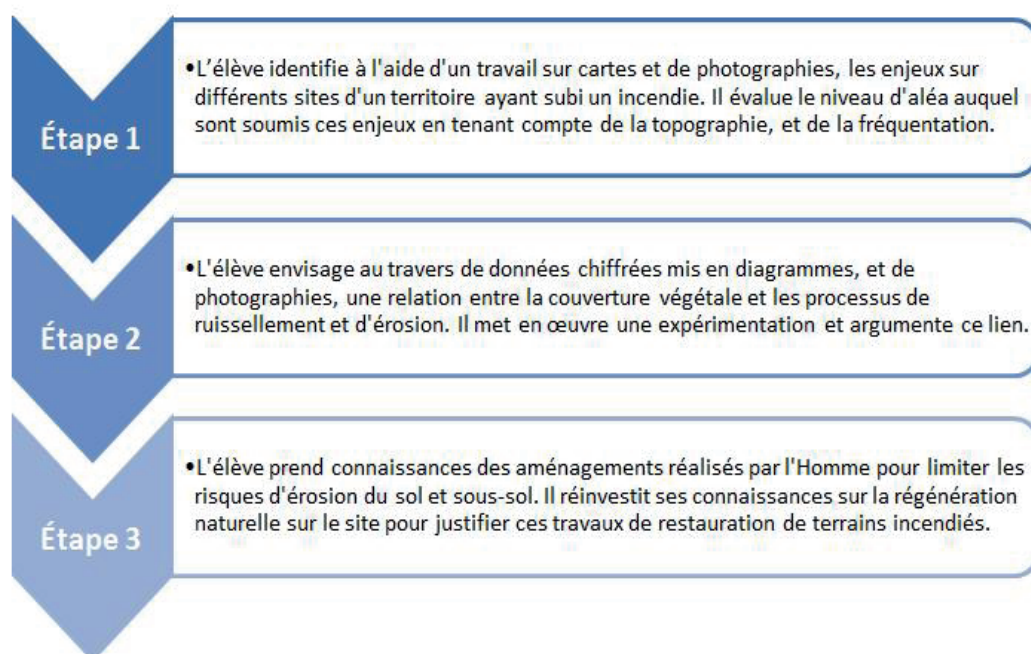 Étape 1
•L'élève identifie à l'aide d'un travail sur cartes et de photographies, les enjeux sur
différents sites d'un territoire ayant subi un incendie. Il évalue le niveau d'aléa auquel
sont soumis ces enjeux en tenant compte de la topographie, et de la fréquentation.
Étape 2
•L'élève envisage au travers de données chiffrées mis en diagrammes, et de
photographies, une relation entre la couverture végétale et les processus de
ruissellement et d'érosion. Il met en œuvre une expérimentation et argumente ce lien.
Étape 3
•L'élève prend connaissances des aménagements réalisés par l'Homme pour limiter les
risques d'érosion du sol et sous-sol. Il réinvestit ses connaissances sur la régénération
naturelle sur le site pour justifier ces travaux de restauration de terrains incendiés.